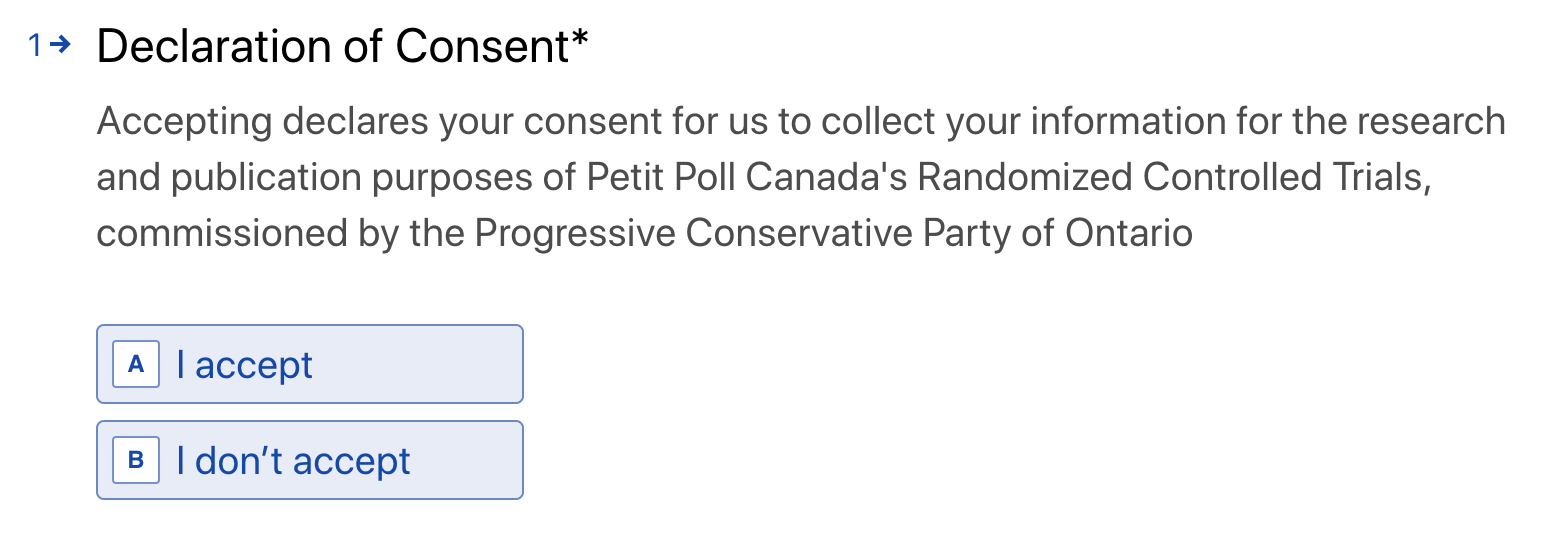 1→ Declaration of Consent*
Accepting declares your consent for us to collect your information for the research
and publication purposes of Petit Poll Canada's Randomized Controlled Trials,
commissioned by the Progressive Conservative Party of Ontario
A I accept
B I don’t accept